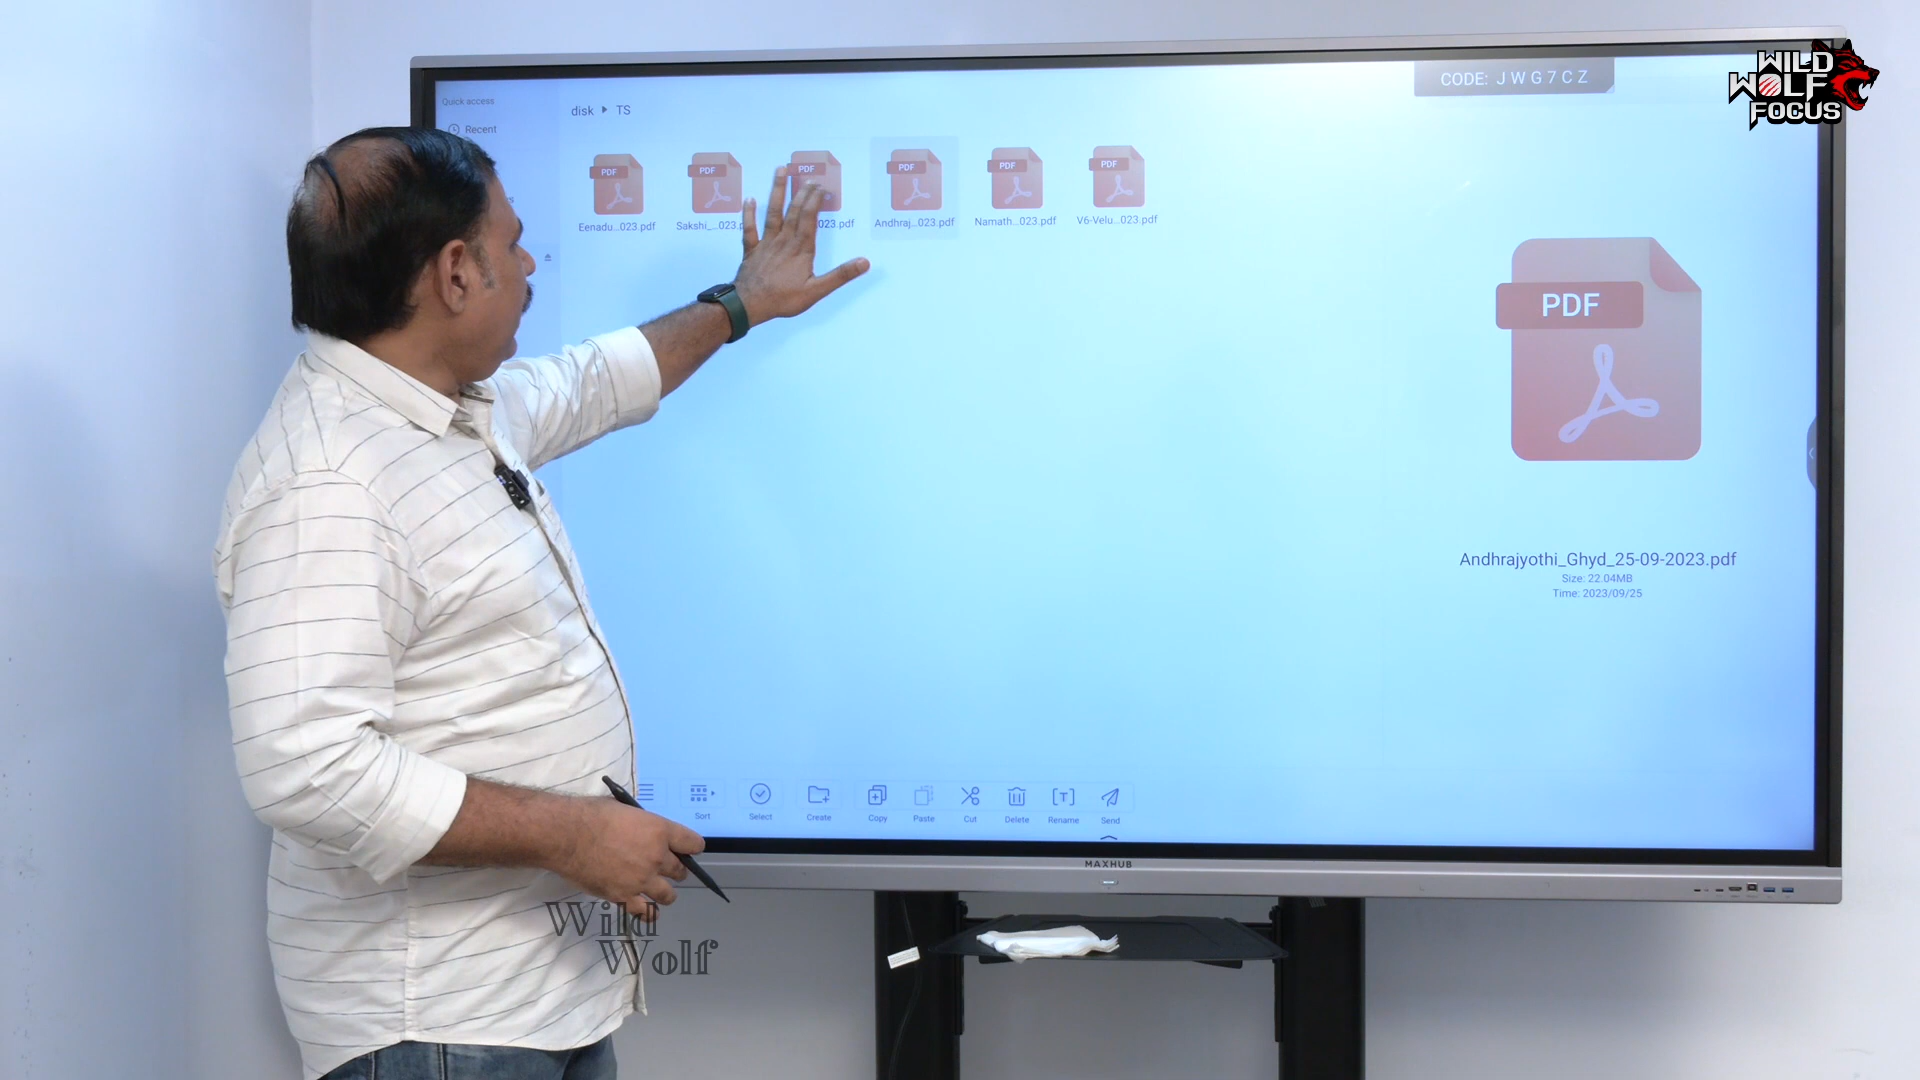 Quick access
Recent
disk ▸ TS
CODE: J W G 7 C Z
WILD
WOLF
FOCUS
PDF
PDF
PDF
PDF
PDF
PDF
Eenadu...023.pdf
Sakshi_...023.p
023.pdf
Andhraj...023.pdf
Namath...023.pdf
V6-Velu...023.pdf
PDF
Andhrajyothi_Ghyd_25-09-2023.pdf
Size: 22.04MB
Time: 2023/09/25
Sort
Select
Create
Copy
Paste
Cut
Delete
Rename
Send
MAXHUB
Wild
Wolf